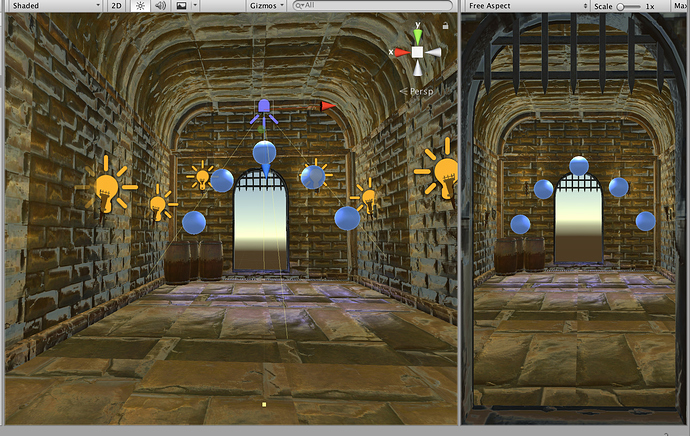 Shaded
2D
Gizmos
All
Free Aspect
Scale
1x
Max
y
x
Persp